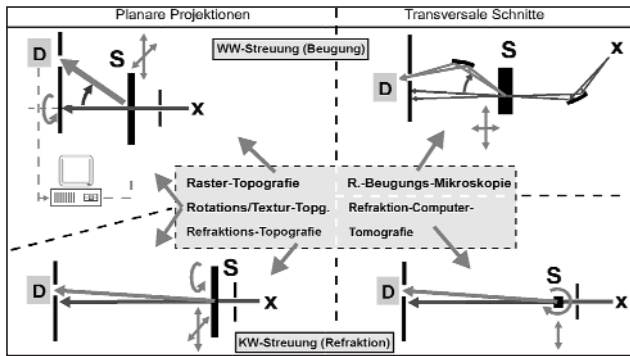 Planare Projektionen
Transversale Schnitte
WW-Streuung (Beugung)
D
S
X
S
X
D
Raster-Topografie
R.-Beugungs-Mikroskopie
Rotations/Textur-Topg.
Refraktion-Computer-
Refraktions-Topografie
Tomografie
D
S
X
D
S
X
KW-Streuung (Refraktion)